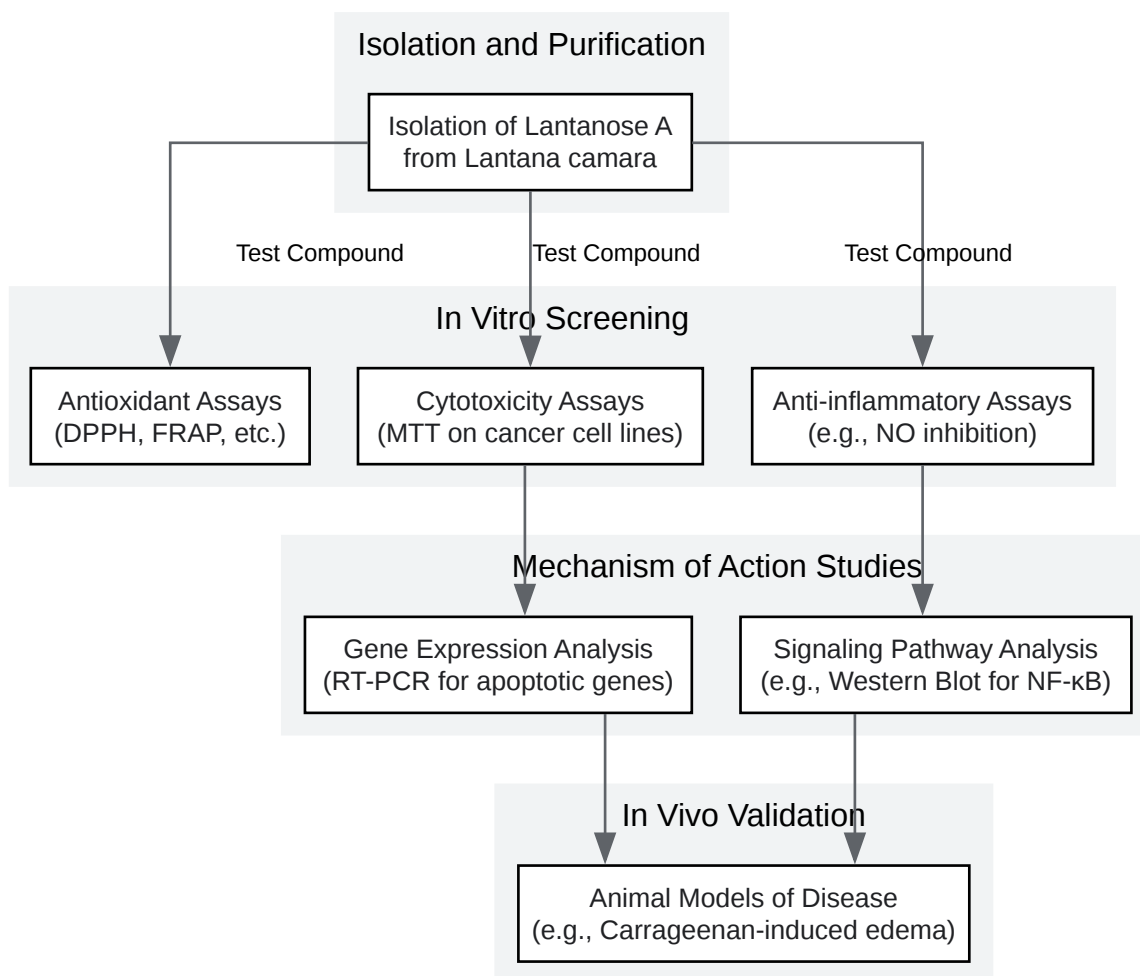 Isolation and Purification
Isolation of Lantanose A
from Lantana camara
Test Compound
Test Compound
Test Compound
In Vitro Screening
Antioxidant Assays
(DPPH, FRAP, etc.)
Cytotoxicity Assays
(MTT on cancer cell lines)
Anti-inflammatory Assays
(e.g., NO inhibition)
Mechanism of Action Studies
Gene Expression Analysis
(RT-PCR for apoptotic genes)
Signaling Pathway Analysis
(e.g., Western Blot for NF-κB)
In Vivo Validation
Animal Models of Disease
(e.g., Carrageenan-induced edema)